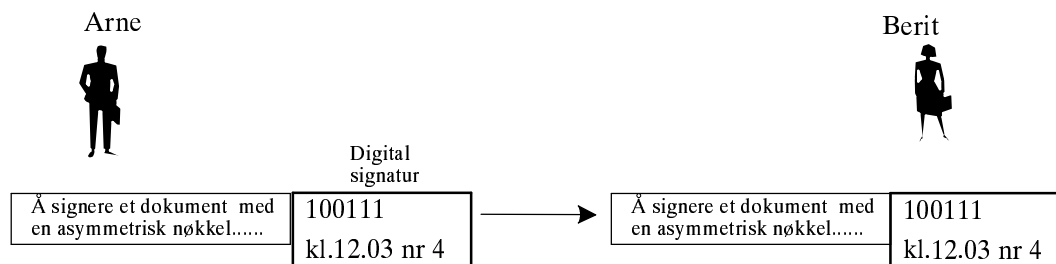 Arne
Berit
Digital
signatur
Å signere et dokument med
en asymmetrisk nøkkel......
100111
kl.12.03 nr 4
Å signere et dokument med
en asymmetrisk nøkkel......
100111
kl.12.03 nr 4